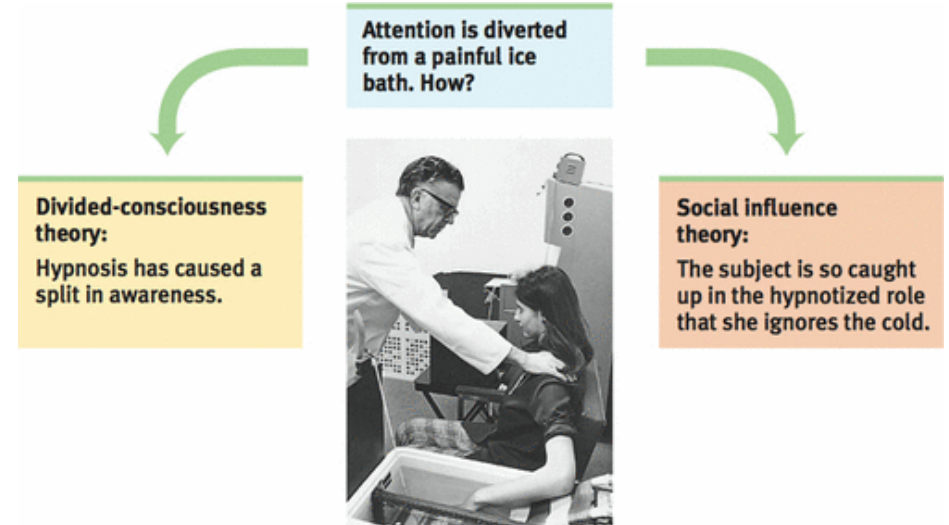 Attention is diverted
from a painful ice
bath. How?
Divided-consciousness
theory:
Hypnosis has caused a
split in awareness.
Social influence
theory:
The subject is so caught
up in the hypnotized role
that she ignores the cold.